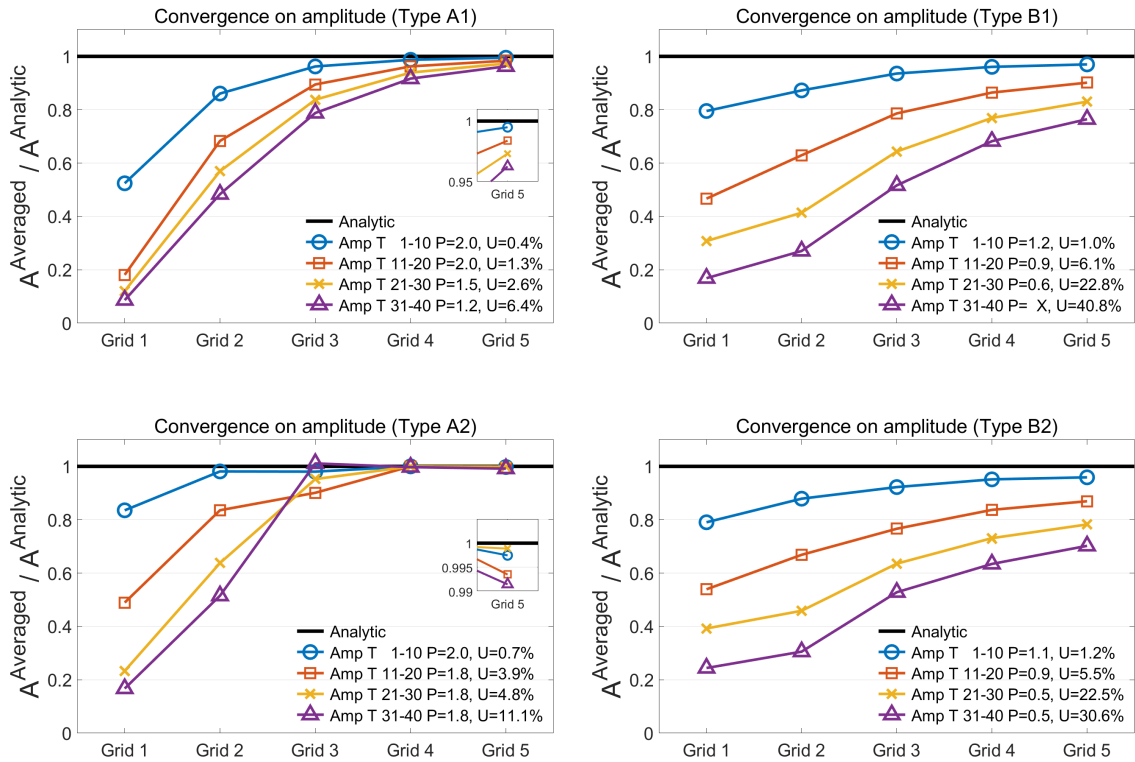 Convergence on amplitude (Type A1)
A^Averaged / A^Analytic
1
0.8
0.6
0.4
0.2
0
Grid 1 Grid 2 Grid 3 Grid 4 Grid 5
1
0.95
Grid 5
Analytic
Amp T 1-10 P=2.0, U=0.4%
Amp T 11-20 P=2.0, U=1.3%
Amp T 21-30 P=1.5, U=2.6%
Amp T 31-40 P=1.2, U=6.4%
Convergence on amplitude (Type B1)
A^Averaged / A^Analytic
1
0.8
0.6
0.4
0.2
0
Grid 1 Grid 2 Grid 3 Grid 4 Grid 5
Analytic
Amp T 1-10 P=1.2, U=1.0%
Amp T 11-20 P=0.9, U=6.1%
Amp T 21-30 P=0.6, U=22.8%
Amp T 31-40 P= X, U=40.8%
Convergence on amplitude (Type A2)
A^Averaged / A^Analytic
1
0.8
0.6
0.4
0.2
0
Grid 1 Grid 2 Grid 3 Grid 4 Grid 5
1
0.995
0.99
Grid 5
Analytic
Amp T 1-10 P=2.0, U=0.7%
Amp T 11-20 P=1.8, U=3.9%
Amp T 21-30 P=1.8, U=4.8%
Amp T 31-40 P=1.8, U=11.1%
Convergence on amplitude (Type B2)
A^Averaged / A^Analytic
1
0.8
0.6
0.4
0.2
0
Grid 1 Grid 2 Grid 3 Grid 4 Grid 5
Analytic
Amp T 1-10 P=1.1, U=1.2%
Amp T 11-20 P=0.9, U=5.5%
Amp T 21-30 P=0.5, U=22.5%
Amp T 31-40 P=0.5, U=30.6%